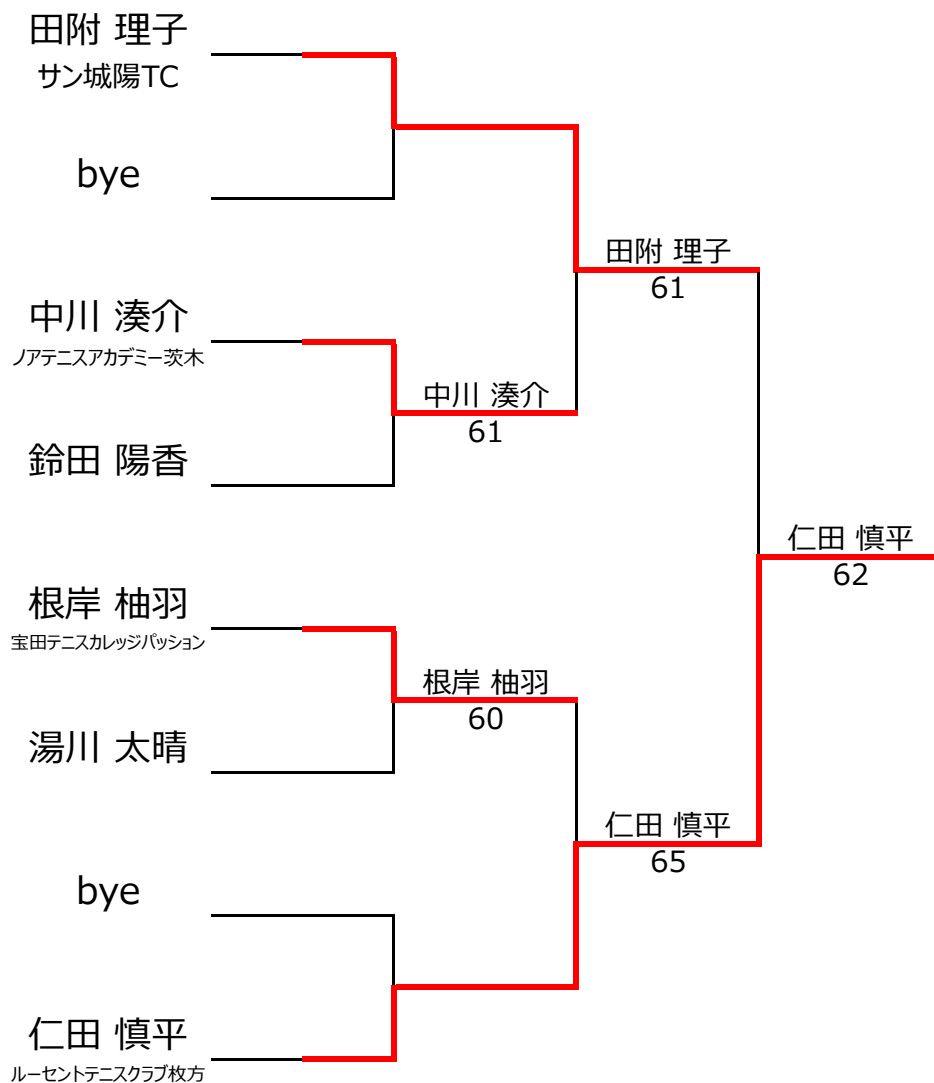 田附 理子
サン城陽TC
bye
田附 理子
61
中川 湊介
ノアテニスアカデミー茨木
中川 湊介
61
鈴田 陽香
仁田 慎平
62
根岸 柚羽
宝田テニスカレッジパッション
根岸 柚羽
60
湯川 太晴
仁田 慎平
65
bye
仁田 慎平
ルーセントテニスクラブ枚方